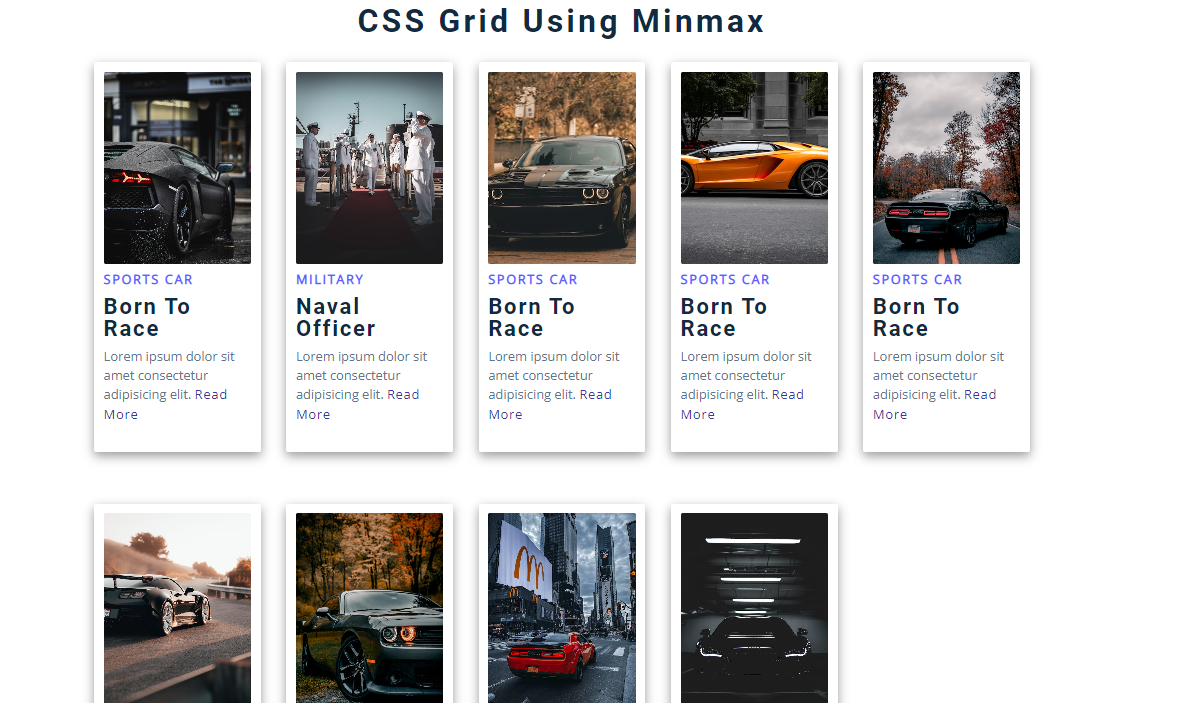 CSS Grid Using Minmax
SPORTS CAR
Born To
Race
Lorem ipsum dolor sit
amet consectetur
adipisicing elit. Read
More
MILITARY
Naval
Officer
Lorem ipsum dolor sit
amet consectetur
adipisicing elit. Read
More
SPORTS CAR
Born To
Race
Lorem ipsum dolor sit
amet consectetur
adipisicing elit. Read
More
SPORTS CAR
Born To
Race
Lorem ipsum dolor sit
amet consectetur
adipisicing elit. Read
More
SPORTS CAR
Born To
Race
Lorem ipsum dolor sit
amet consectetur
adipisicing elit. Read
More